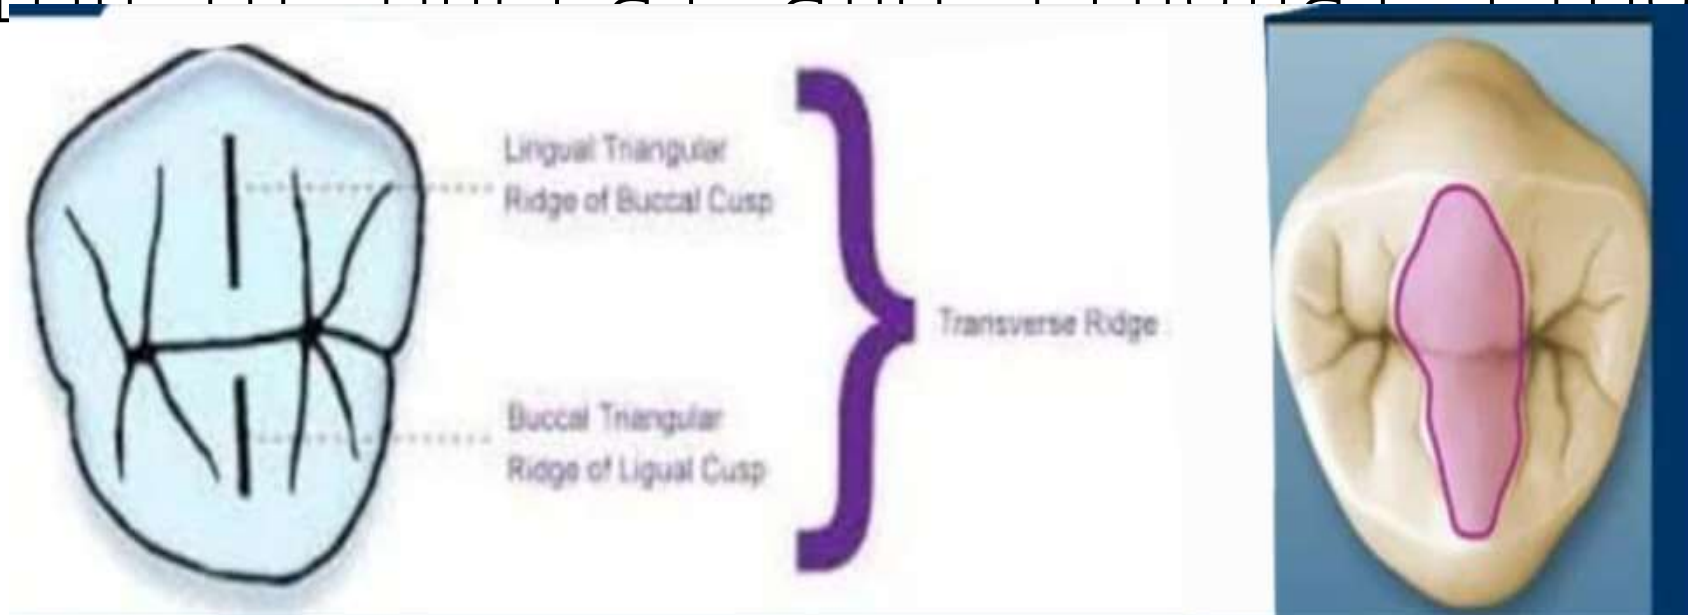 Lingual Triangular
Ridge of Buccal Cusp
Transverse Ridge
Buccal Triangular
Ridge of Ligual Cusp